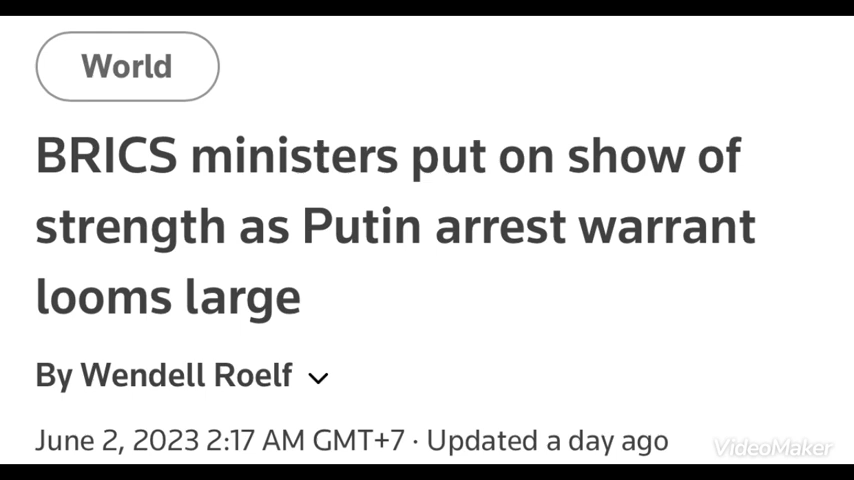 World
BRICS ministers put on show of
strength as Putin arrest warrant
looms large
By Wendell Roelf
June 2, 2023 2:17 AM GMT+7 · Updated a day ago
VideoMaker